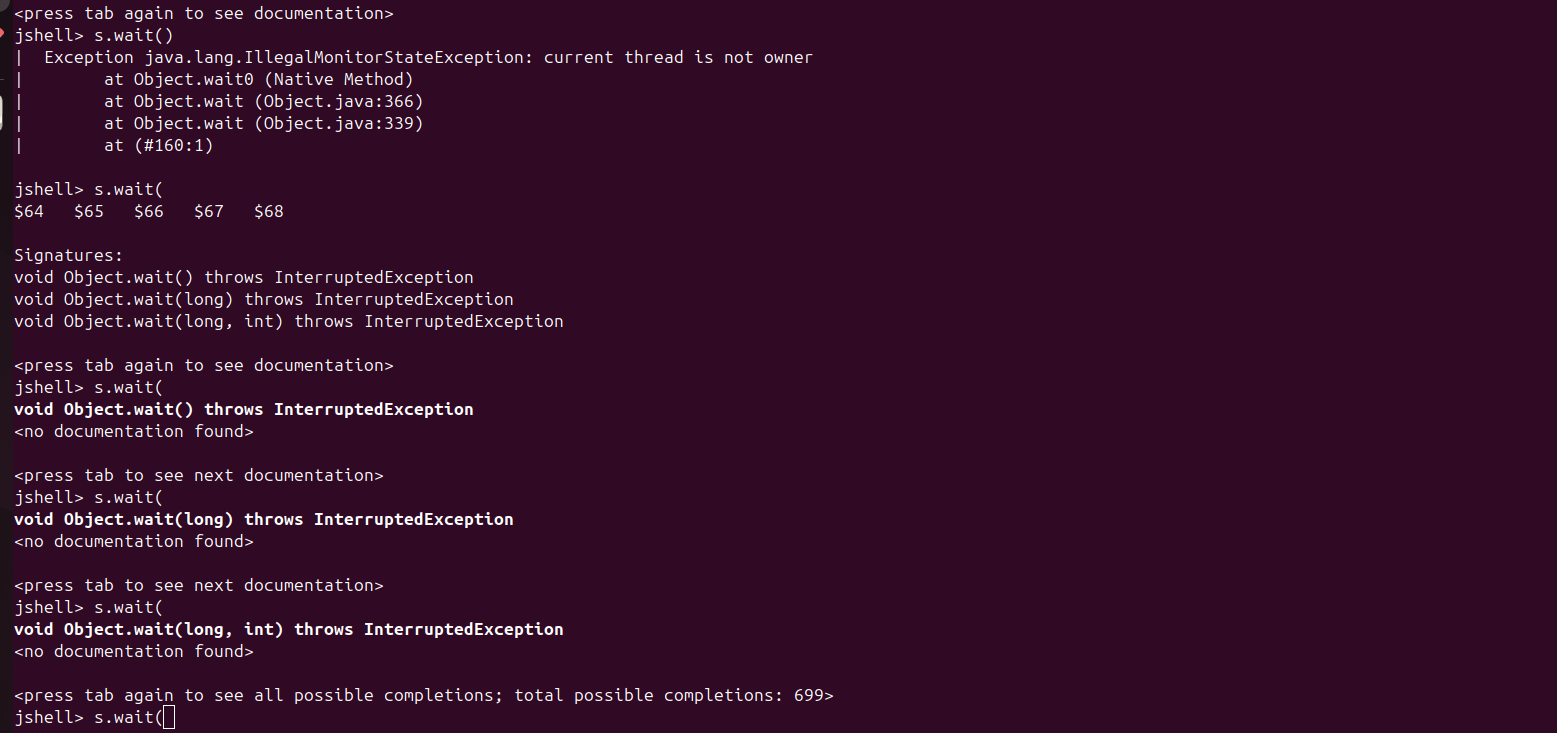 <press tab again to see documentation>
jshell> s.wait()
|  Exception java.lang.IllegalMonitorStateException: current thread is not owner
|        at Object.wait0 (Native Method)
|        at Object.wait (Object.java:366)
|        at Object.wait (Object.java:339)
|        at (#160:1)
jshell> s.wait(
$64   $65   $66   $67   $68
Signatures:
void Object.wait() throws InterruptedException
void Object.wait(long) throws InterruptedException
void Object.wait(long, int) throws InterruptedException
<press tab again to see documentation>
jshell> s.wait(
void Object.wait() throws InterruptedException
<no documentation found>
<press tab to see next documentation>
jshell> s.wait(
void Object.wait(long) throws InterruptedException
<no documentation found>
<press tab to see next documentation>
jshell> s.wait(
void Object.wait(long, int) throws InterruptedException
<no documentation found>
<press tab again to see all possible completions; total possible completions: 699>
jshell> s.wait(